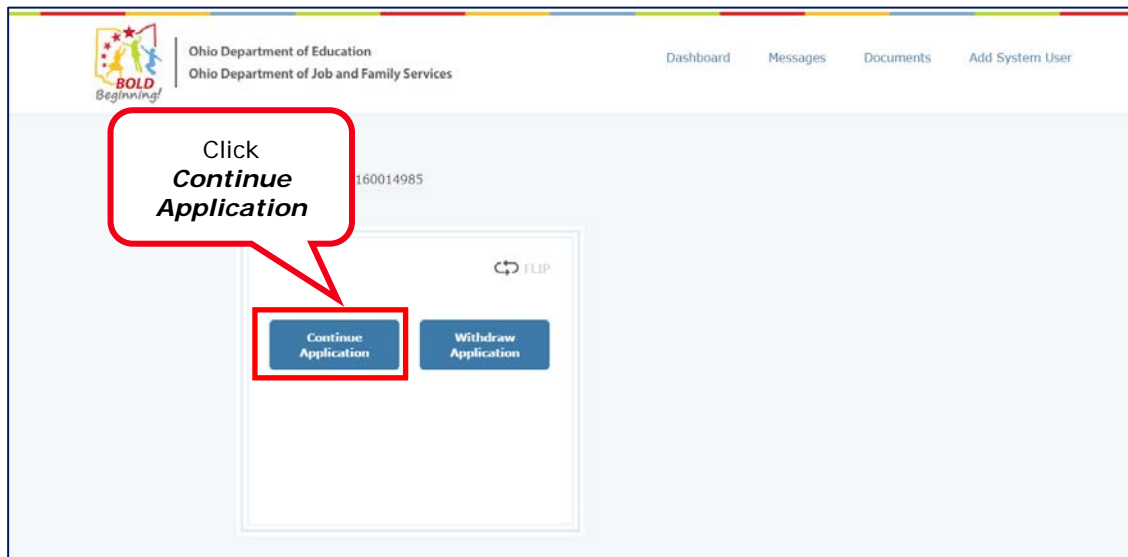 BOLD
Beginning!
Ohio Department of Education
Ohio Department of Job and Family Services
Dashboard Messages Documents Add System User
Click
Continue
Application
160014985
FLIP
Continue
Application
Withdraw
Application